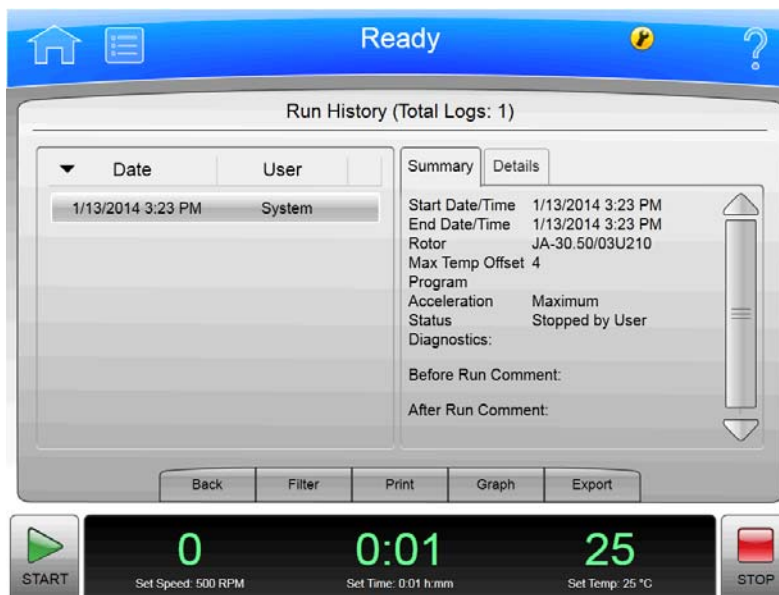 Ready
?
Run History (Total Logs: 1)
Date User
1/13/2014 3:23 PM System
Summary Details
Start Date/Time 1/13/2014 3:23 PM
End Date/Time 1/13/2014 3:23 PM
Rotor JA-30.50/03U210
Max Temp Offset 4
Program
Acceleration Maximum
Status Stopped by User
Diagnostics:
Before Run Comment:
After Run Comment:
Back Filter Print Graph Export
START
0 0:01 25
Set Speed: 500 RPM Set Time: 0:01 h:mm Set Temp: 25 °C
STOP